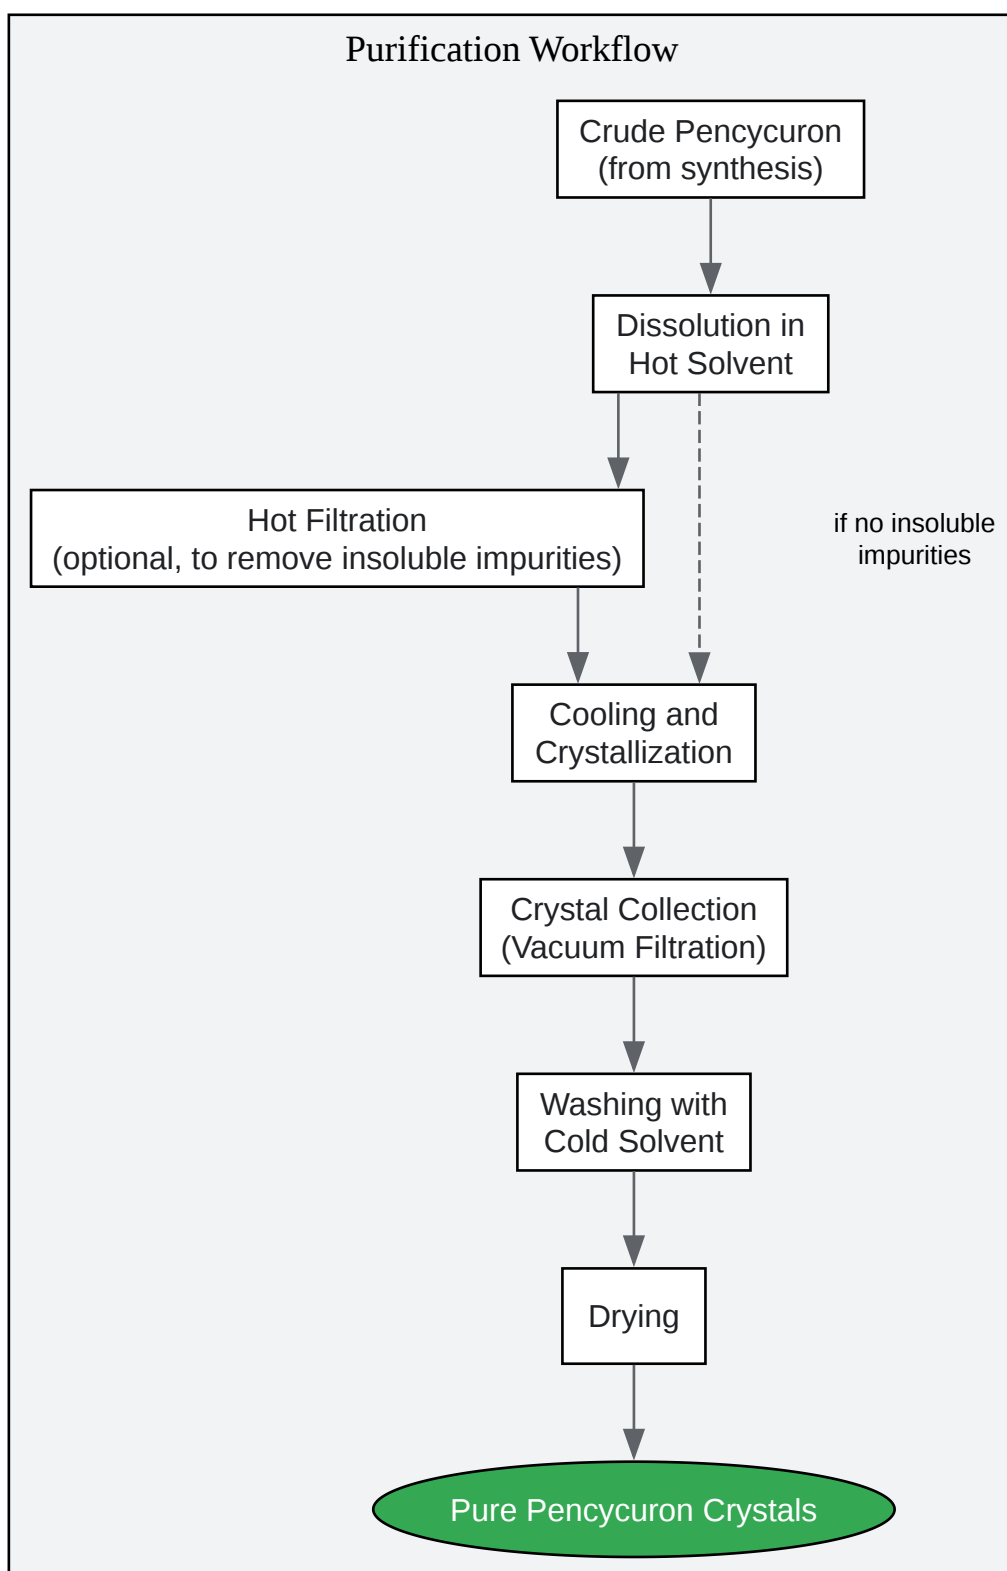 Purification Workflow
Crude Pencycuron
(from synthesis)
Dissolution in
Hot Solvent
Hot Filtration
(optional, to remove insoluble impurities)
if no insoluble
impurities
Cooling and
Crystallization
Crystal Collection
(Vacuum Filtration)
Washing with
Cold Solvent
Drying
Pure Pencycuron Crystals